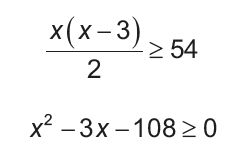 x(x – 3)/2 ≥ 54
x² – 3x – 108 ≥ 0